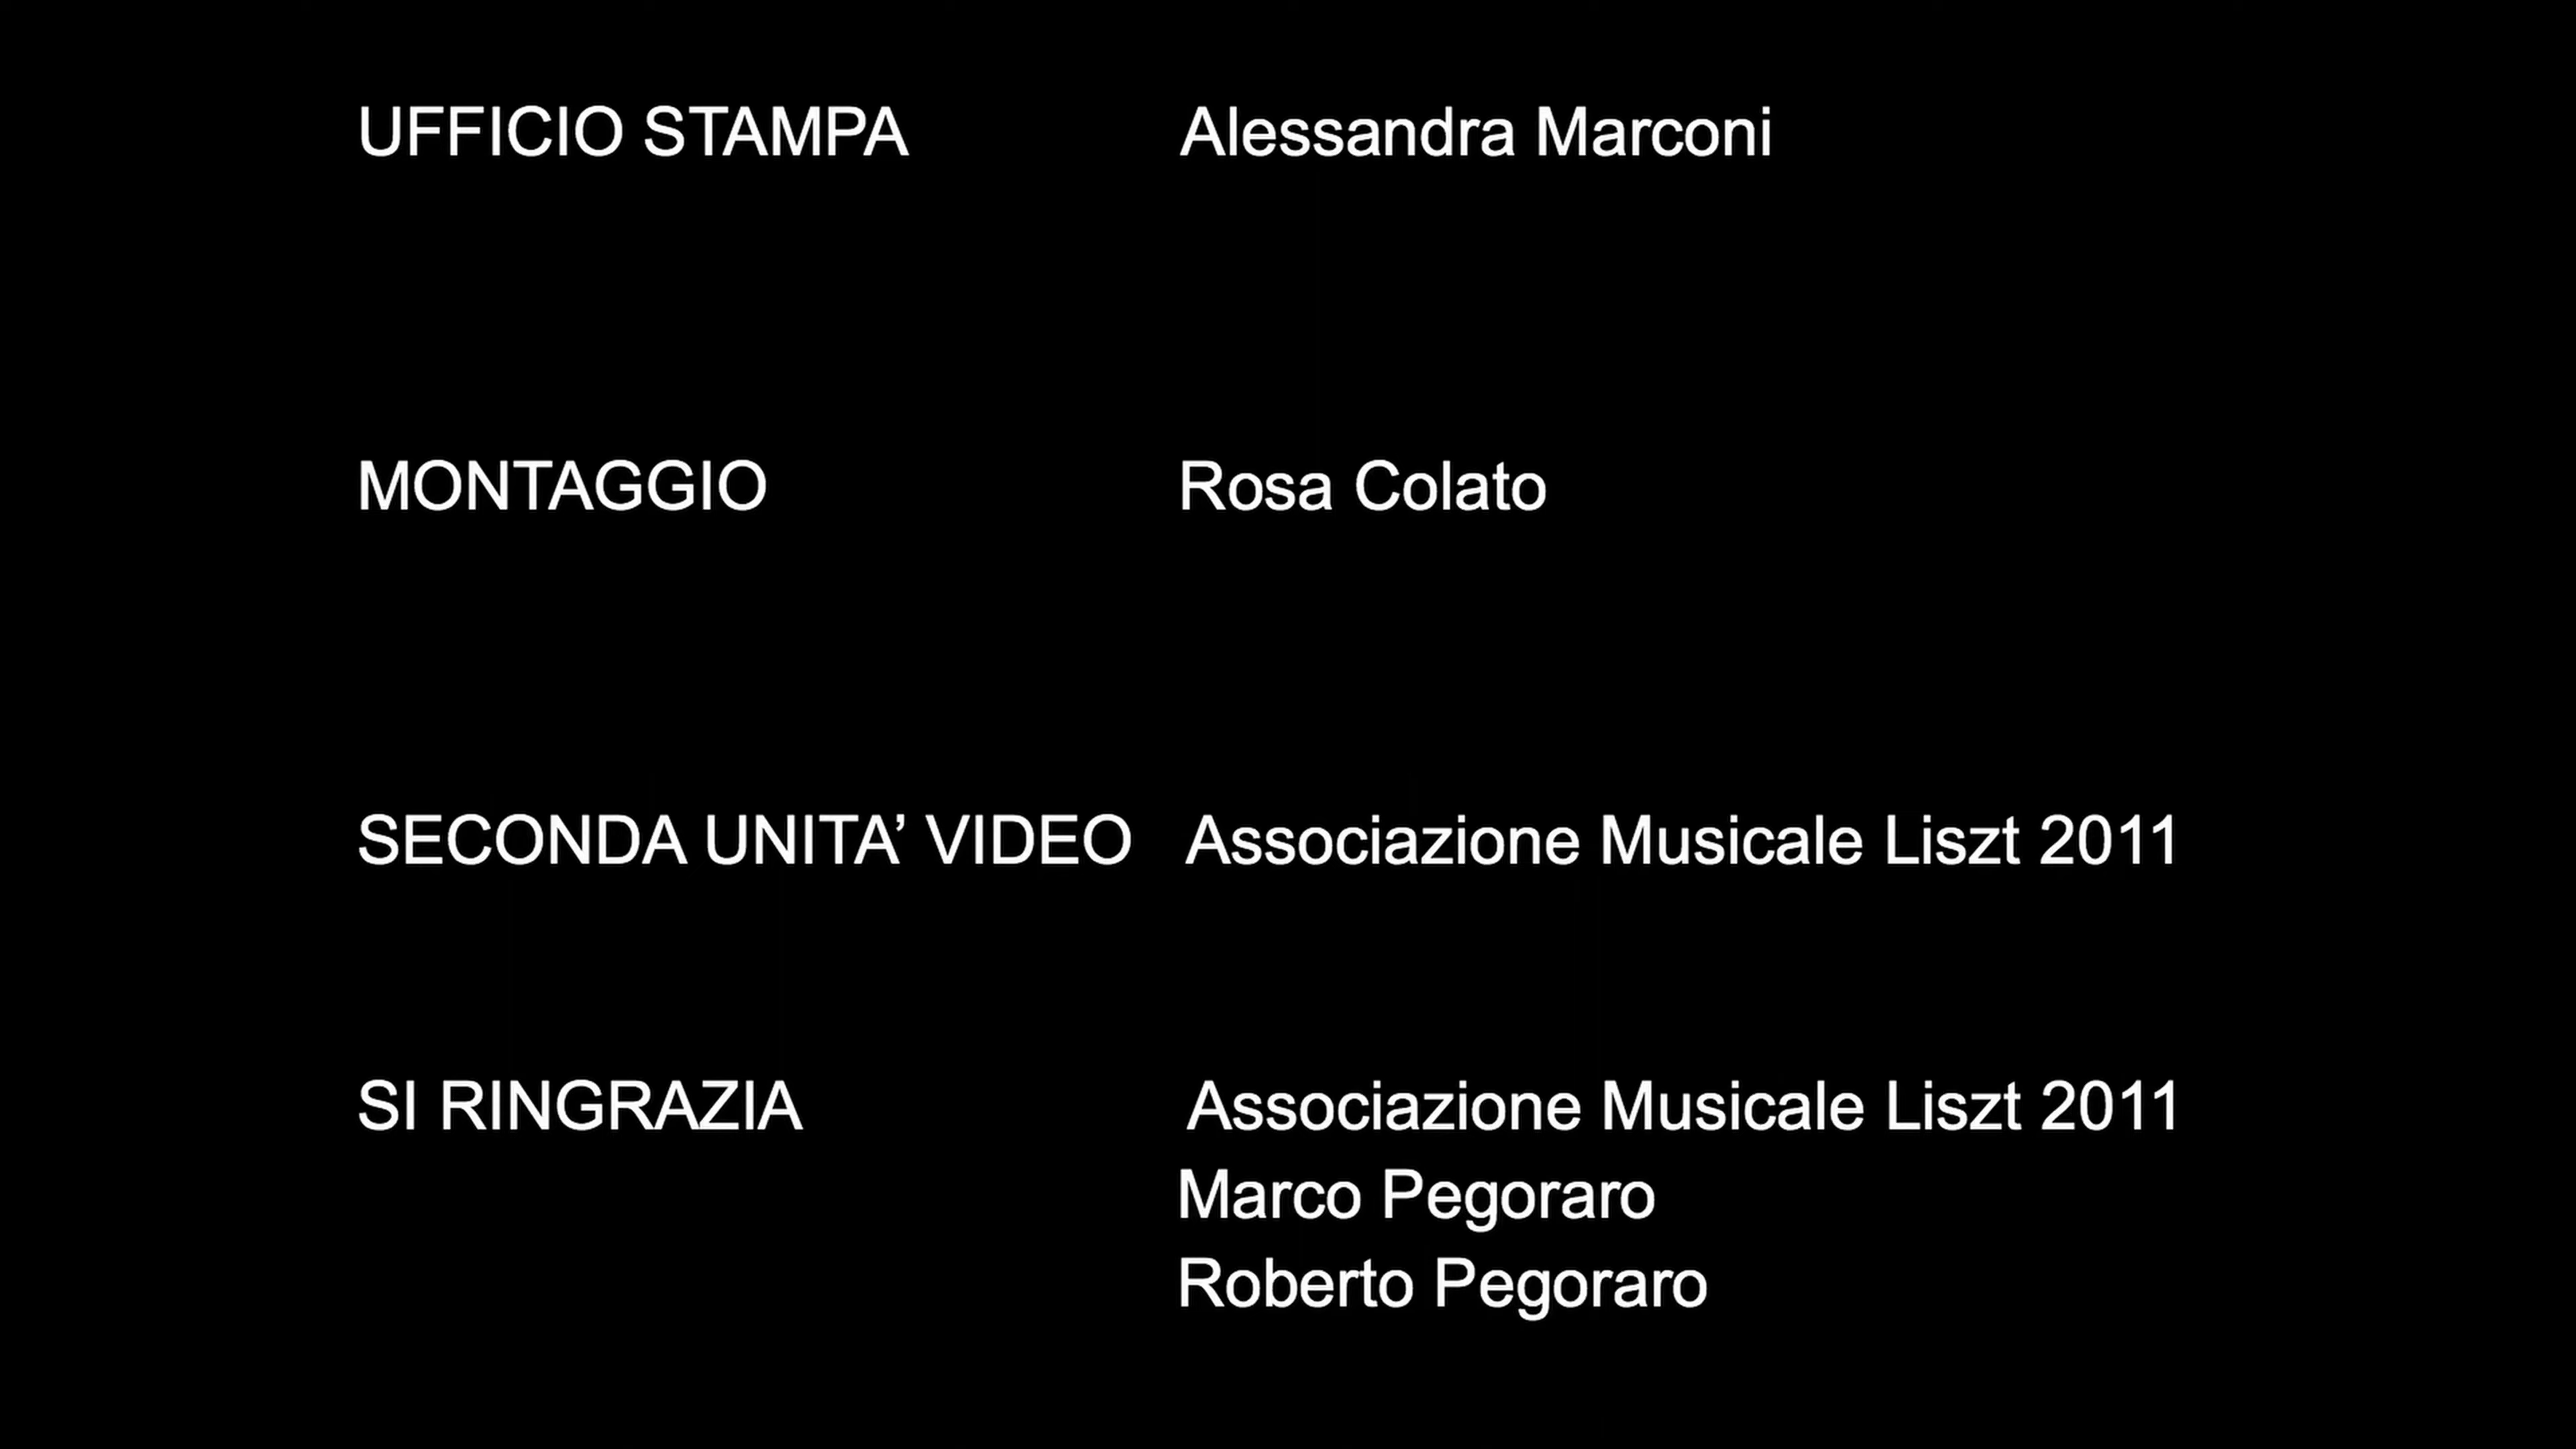 UFFICIO STAMPA Alessandra Marconi
MONTAGGIO Rosa Colato
SECONDA UNITA’ VIDEO Associazione Musicale Liszt 2011
SI RINGRAZIA Associazione Musicale Liszt 2011
Marco Pegoraro
Roberto Pegoraro